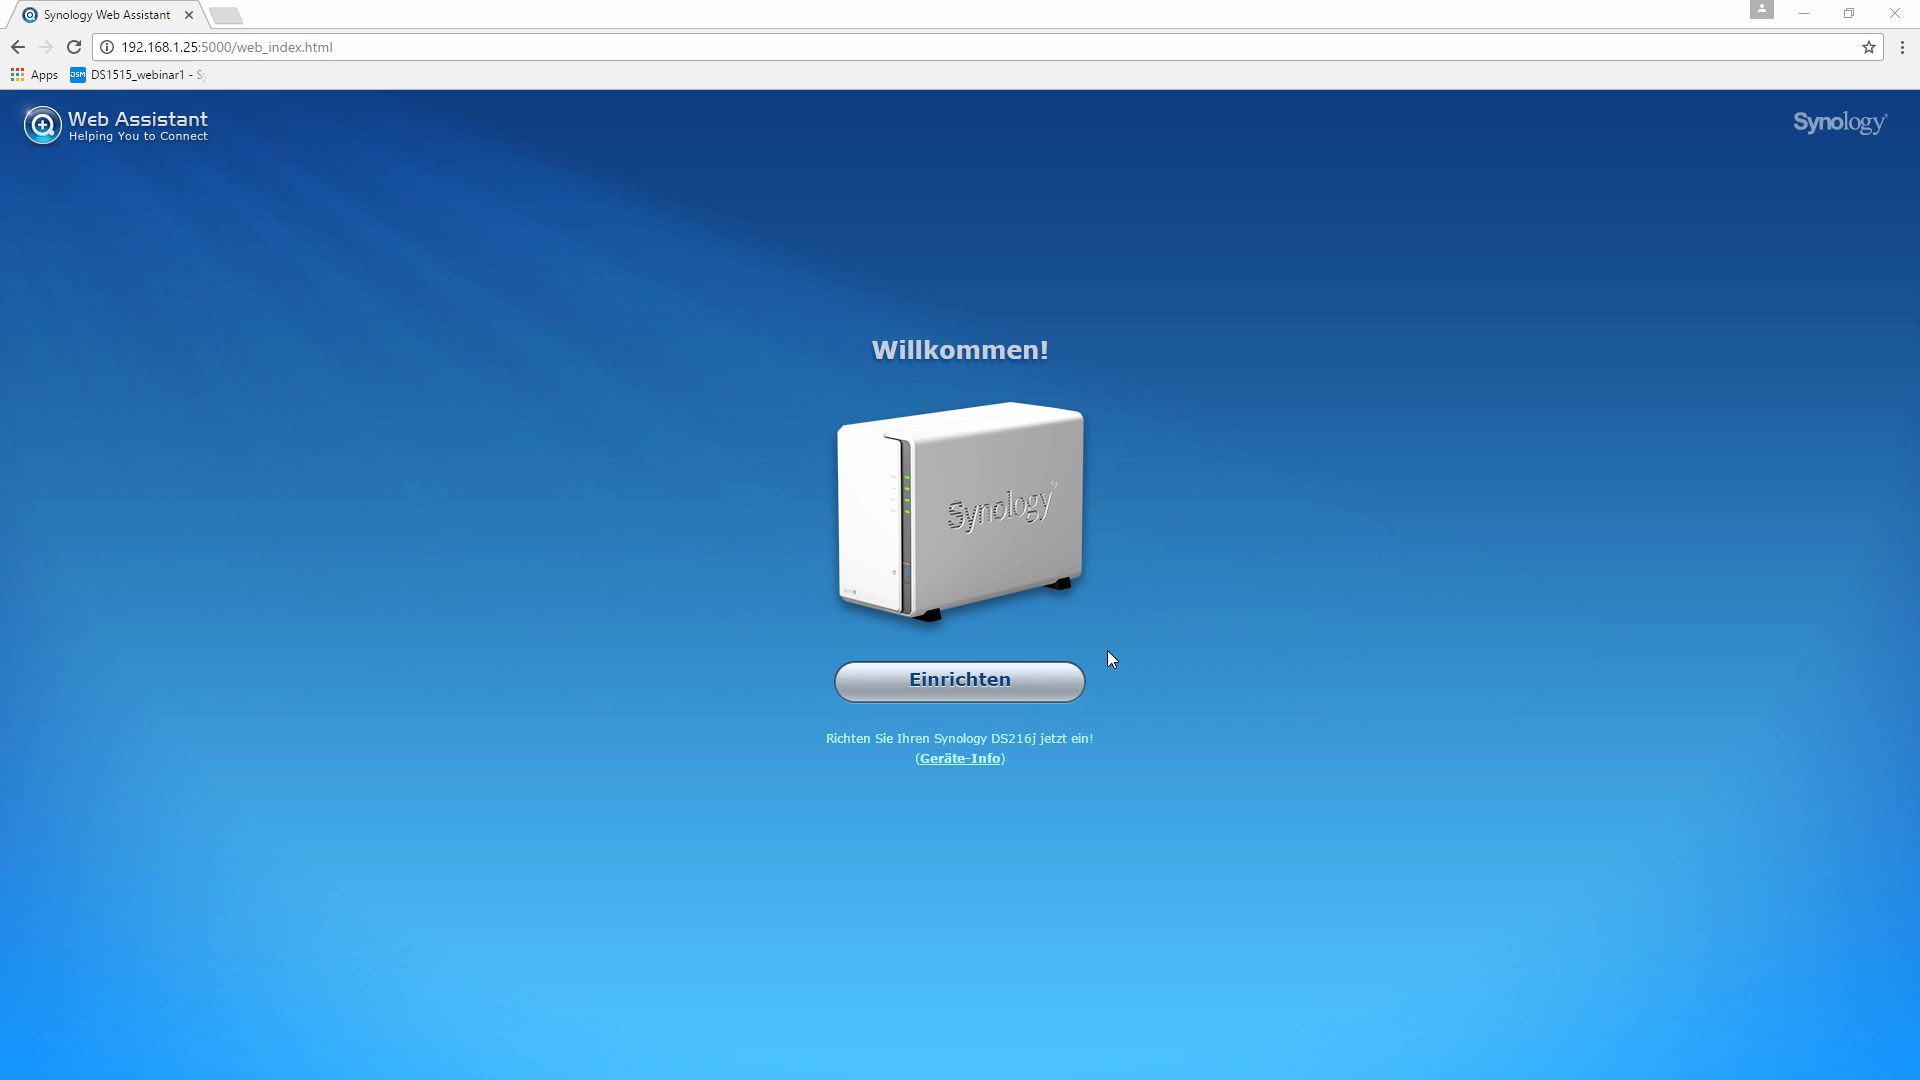 Synology Web Assistant
192.168.1.25:5000/web_index.html
Apps
DS1515_webinar1 - Sy
Web Assistant
Helping You to Connect
Synology
Willkommen!
Synology
Einrichten
Richten Sie Ihren Synology DS216j jetzt ein!
(Geräte-Info)